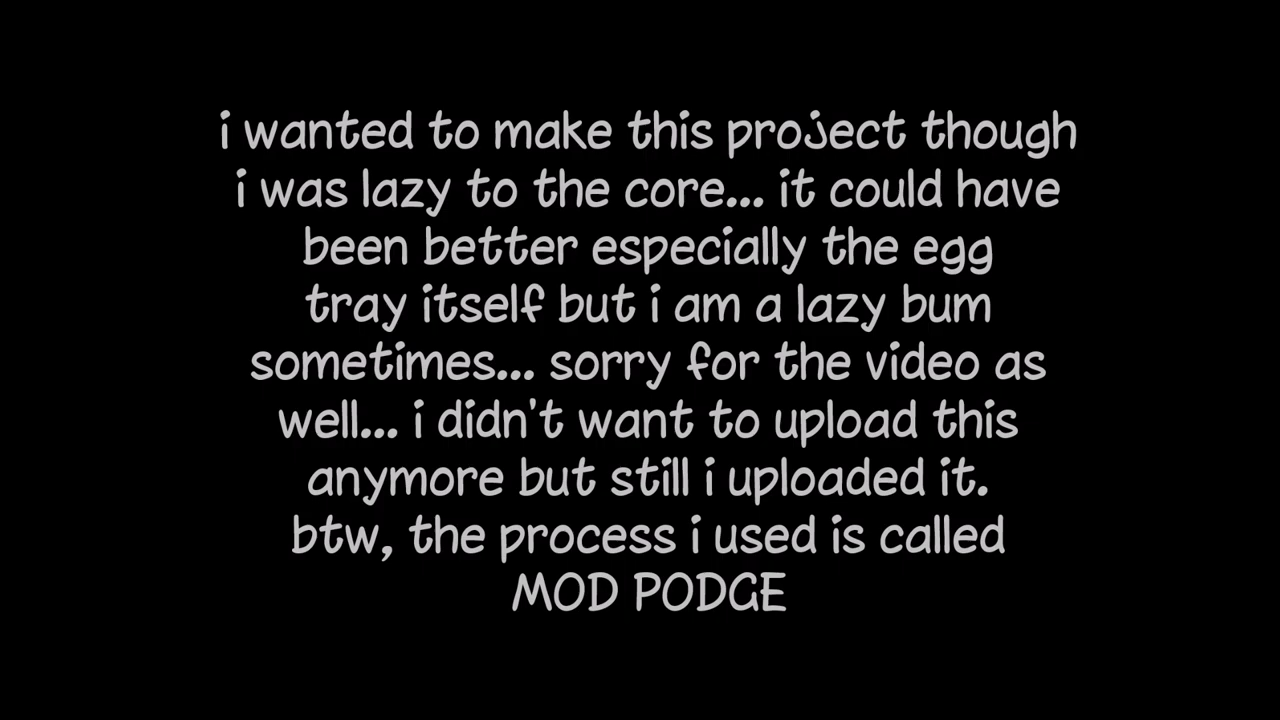 i wanted to make this project though
i was lazy to the core... it could have
been better especially the egg
tray itself but i am a lazy bum
sometimes... sorry for the video as
well... i didn't want to upload this
anymore but still i uploaded it.
btw, the process i used is called
MOD PODGE